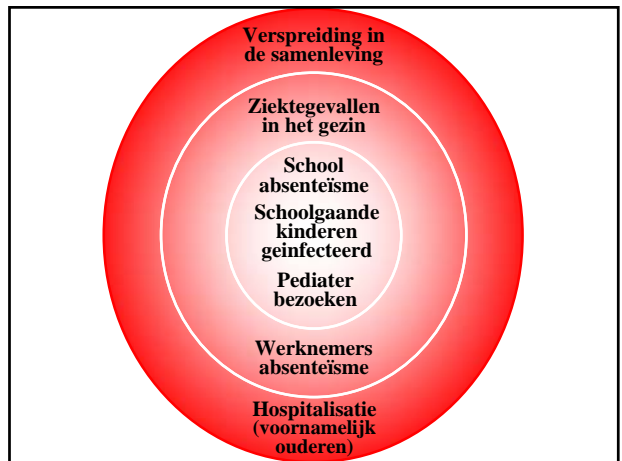 Verspreiding in
de samenleving
Ziektegevallen
in het gezin
School
absenteïsme
Schoolgaande
kinderen
geinfecteerd
Pediater
bezoeken
Werknemers
absenteïsme
Hospitalisatie
(voornamelijk
ouderen)